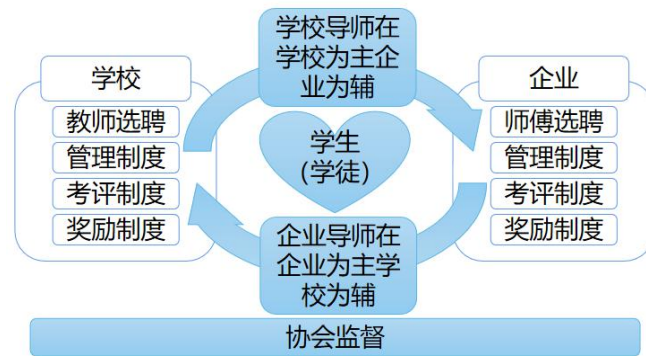 学校导师在
学校为主企
业为辅
学校
教师选聘
管理制度
考评制度
奖励制度
学生
（学徒）
企业
师傅选聘
管理制度
考评制度
奖励制度
企业导师在
企业为主学
校为辅
协会监督